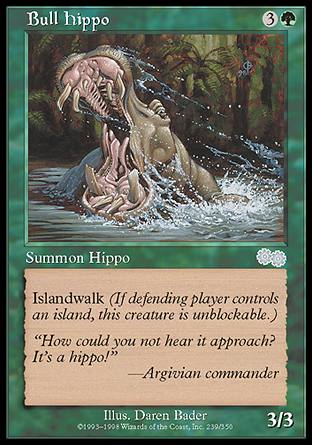 Bull Hippo 3
Summon Hippo
Islandwalk (If defending player controls
an island, this creature is unblockable.)
“How could you not hear it approach?
It’s a hippo!”
—Argivian commander
Illus. Daren Bader
©1993–1998 Wizards of the Coast, Inc. 239/350
3/3